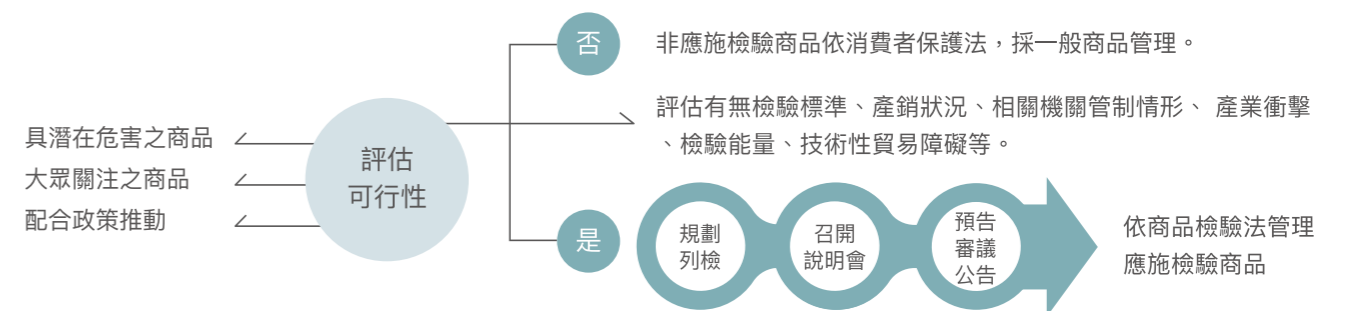 具潛在危害之商品
大眾關注之商品
配合政策推動
評估
可行性
否
非應施檢驗商品依消費者保護法，採一般商品管理。
評估有無檢驗標準、產銷狀況、相關機關管制情形、 產業衝擊
、檢驗能量、技術性貿易障礙等。
是
規劃
列檢
召開
說明會
預告
審議
公告
依商品檢驗法管理
應施檢驗商品